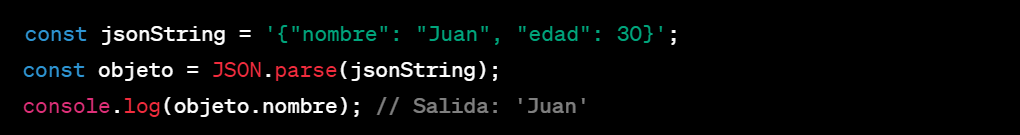 const jsonString = '{"nombre": "Juan", "edad": 30}';
const objeto = JSON.parse(jsonString);
console.log(objeto.nombre); // Salida: 'Juan'